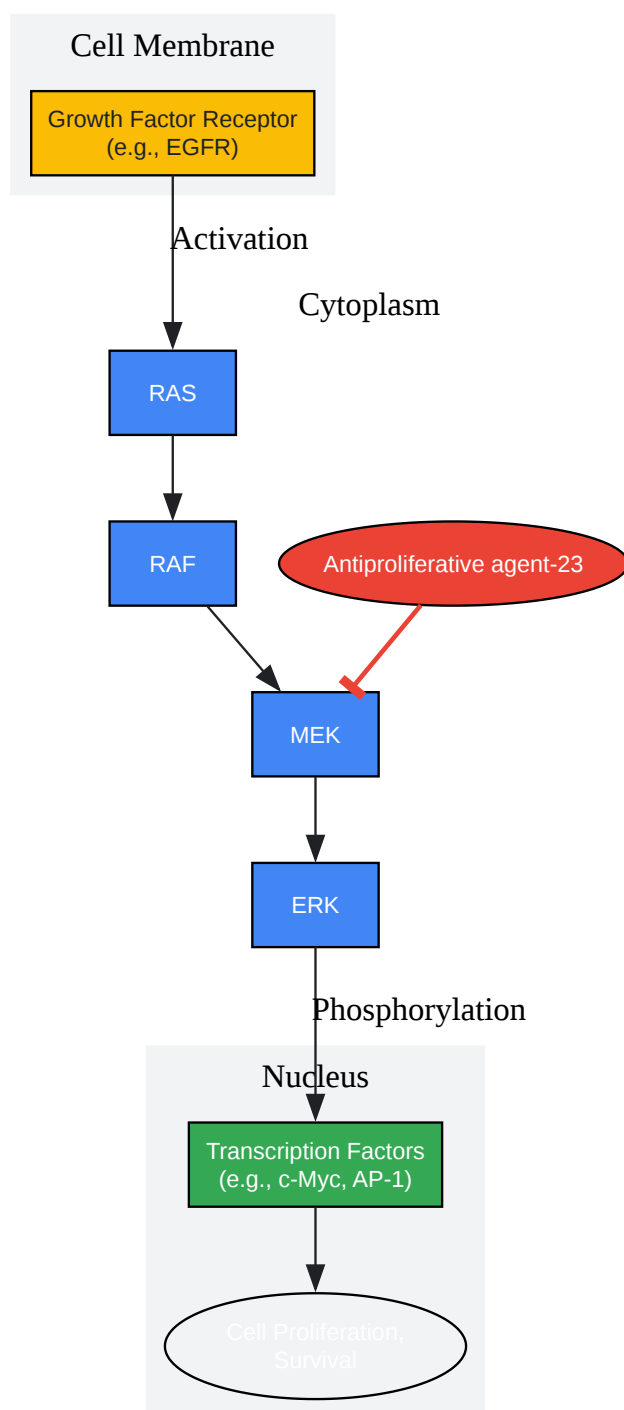 Cell Membrane
Growth Factor Receptor
(e.g., EGFR)
Activation
Cytoplasm
RAS
RAF
Antiproliferative agent-23
MEK
ERK
Phosphorylation
Nucleus
Transcription Factors
(e.g., c-Myc, AP-1)
Cell Proliferation,
Survival